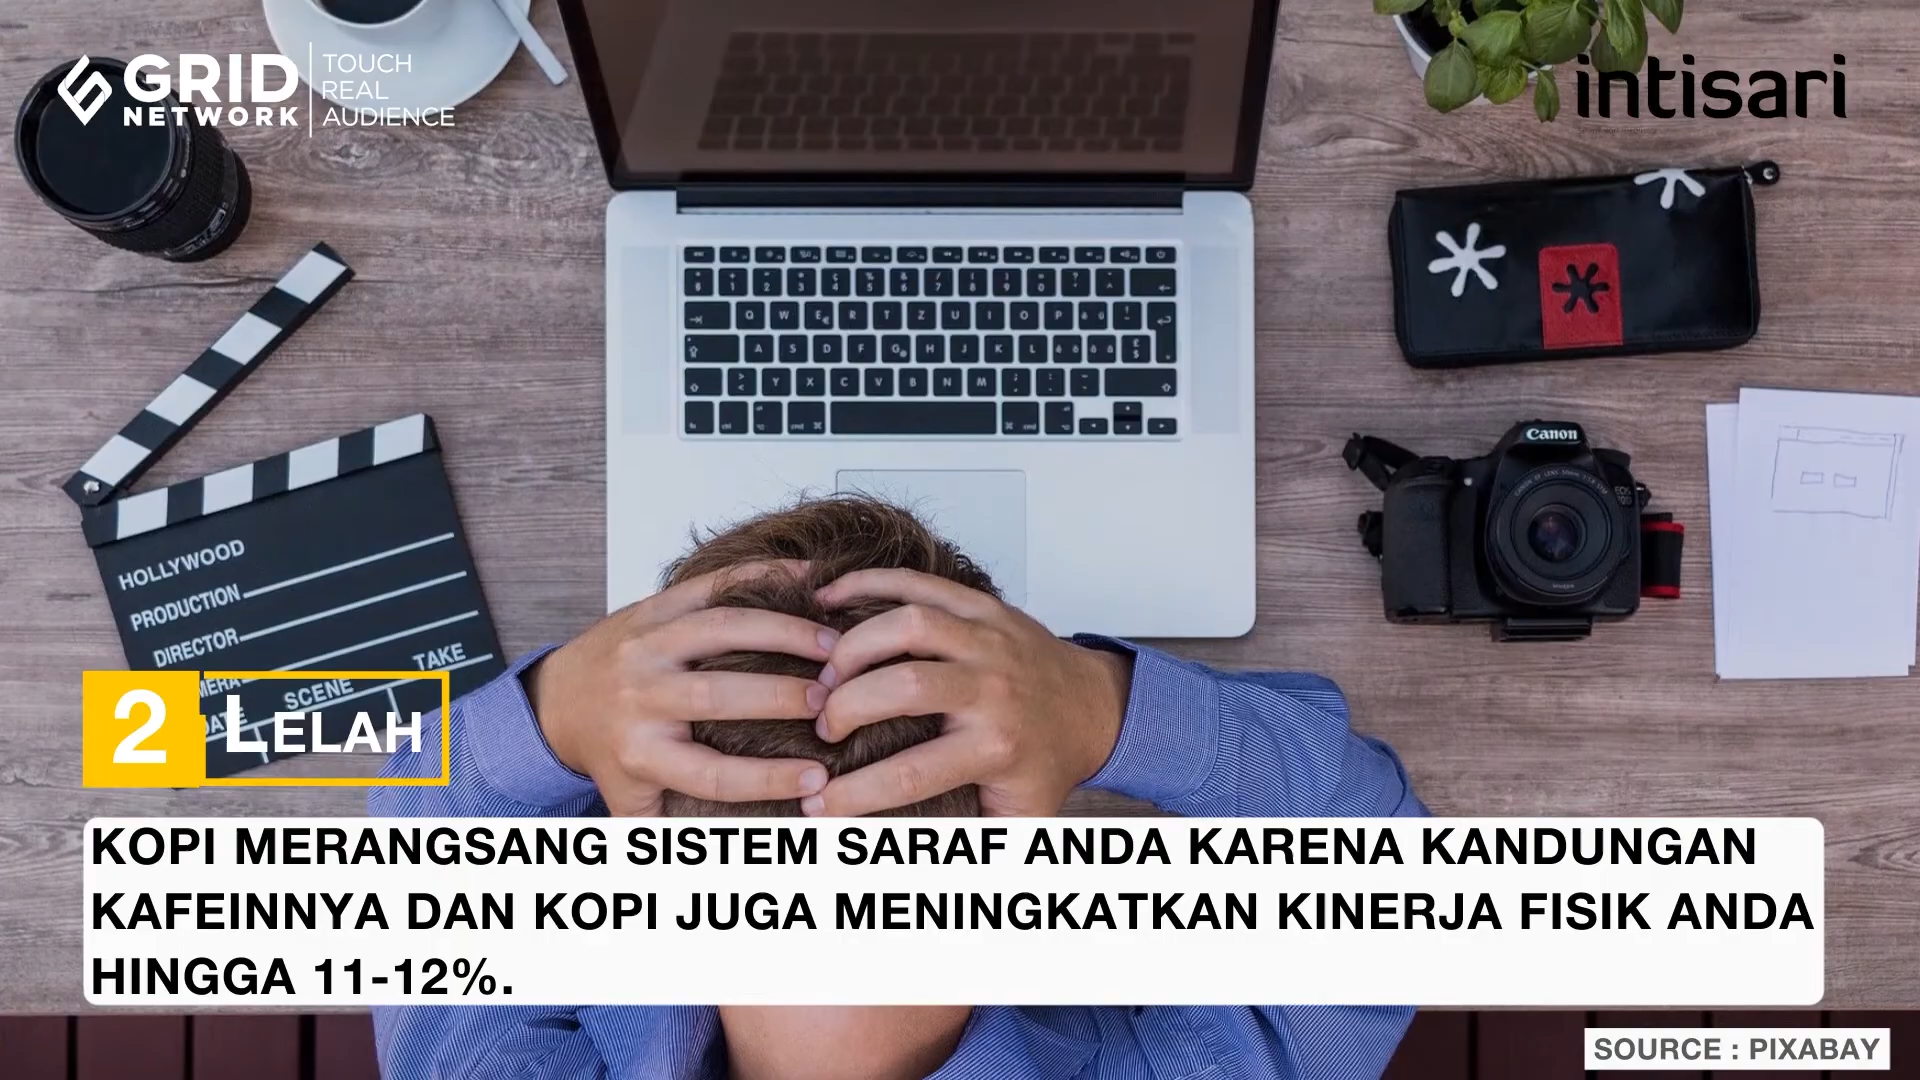 GRID
NETWORK
TOUCH
REAL
AUDIENCE
intisari
Canon
HOLLYWOOD
PRODUCTION
DIRECTOR
TAKE
SCENE
2 LELAH
KOPI MERANGSANG SISTEM SARAF ANDA KARENA KANDUNGAN
KAFEINNYA DAN KOPI JUGA MENINGKATKAN KINERJA FISIK ANDA
HINGGA 11-12%.
SOURCE : PIXABAY